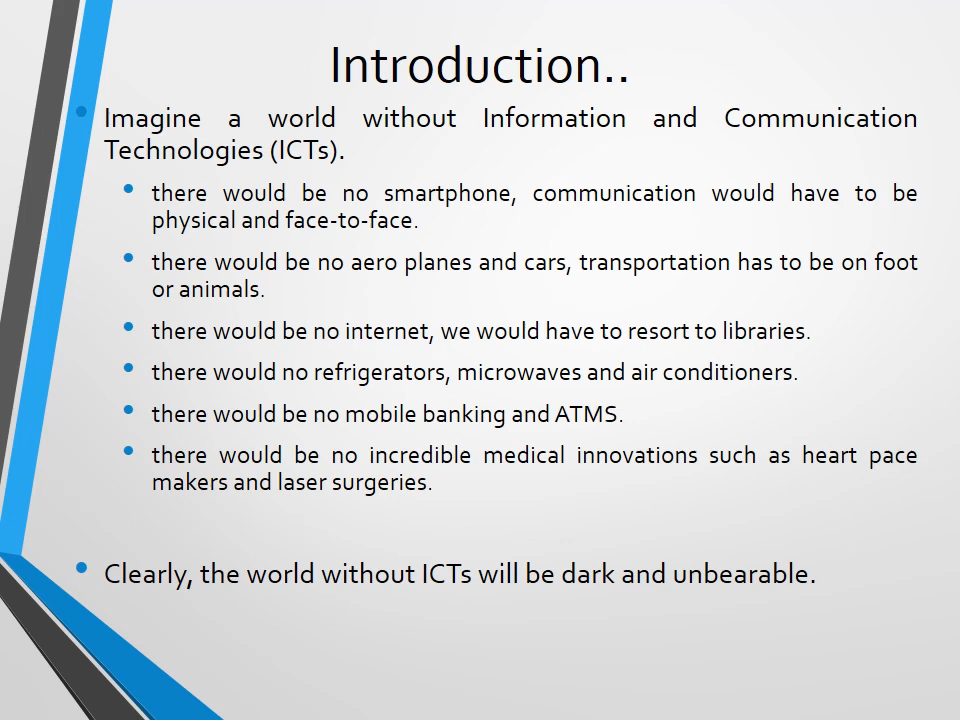 Introduction..
• Imagine a world without Information and Communication
Technologies (ICTs).
• there would be no smartphone, communication would have to be
physical and face-to-face.
• there would be no aero planes and cars, transportation has to be on foot
or animals.
• there would be no internet, we would have to resort to libraries.
• there would no refrigerators, microwaves and air conditioners.
• there would be no mobile banking and ATMS.
• there would be no incredible medical innovations such as heart pace
makers and laser surgeries.
• Clearly, the world without ICTs will be dark and unbearable.